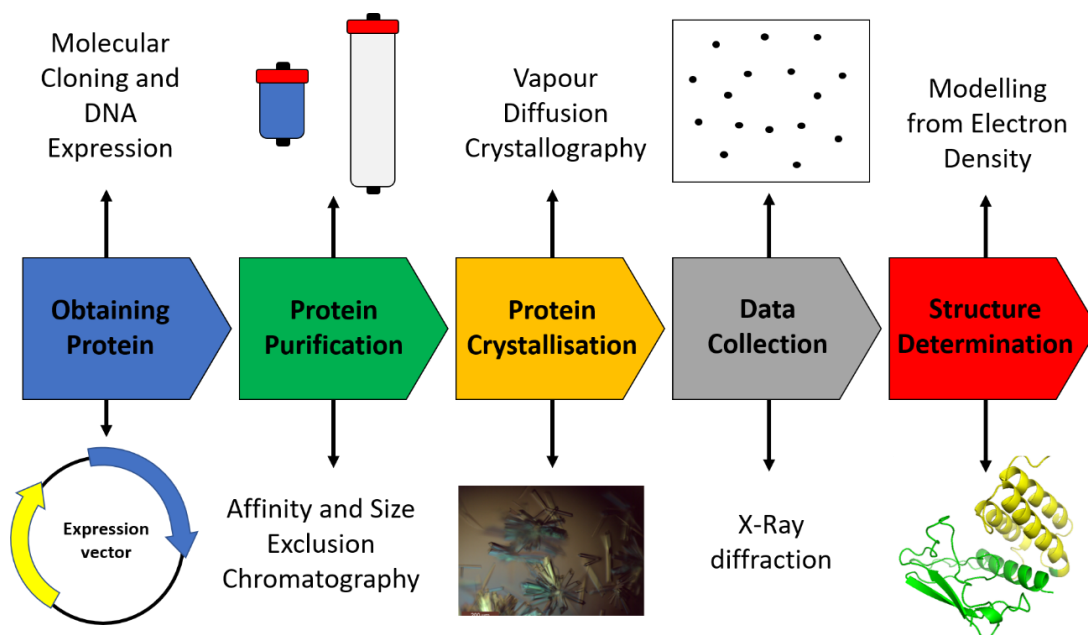 Molecular
Cloning and
DNA
Expression
Vapour
Diffusion
Crystallography
Modelling
from Electron
Density
Obtaining
Protein
Protein
Purification
Protein
Crystallisation
Data
Collection
Structure
Determination
Expression
vector
Affinity and Size
Exclusion
Chromatography
X-Ray
diffraction